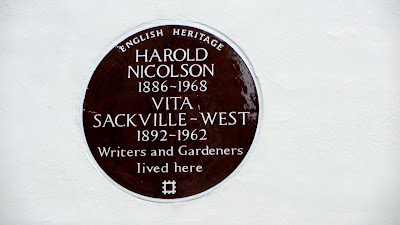 ENGLISH HERITAGE
HAROLD
NICOLSON
1886~1968
VITA
SACKVILLE-WEST
1892~1962
Writers and Gardeners
lived here